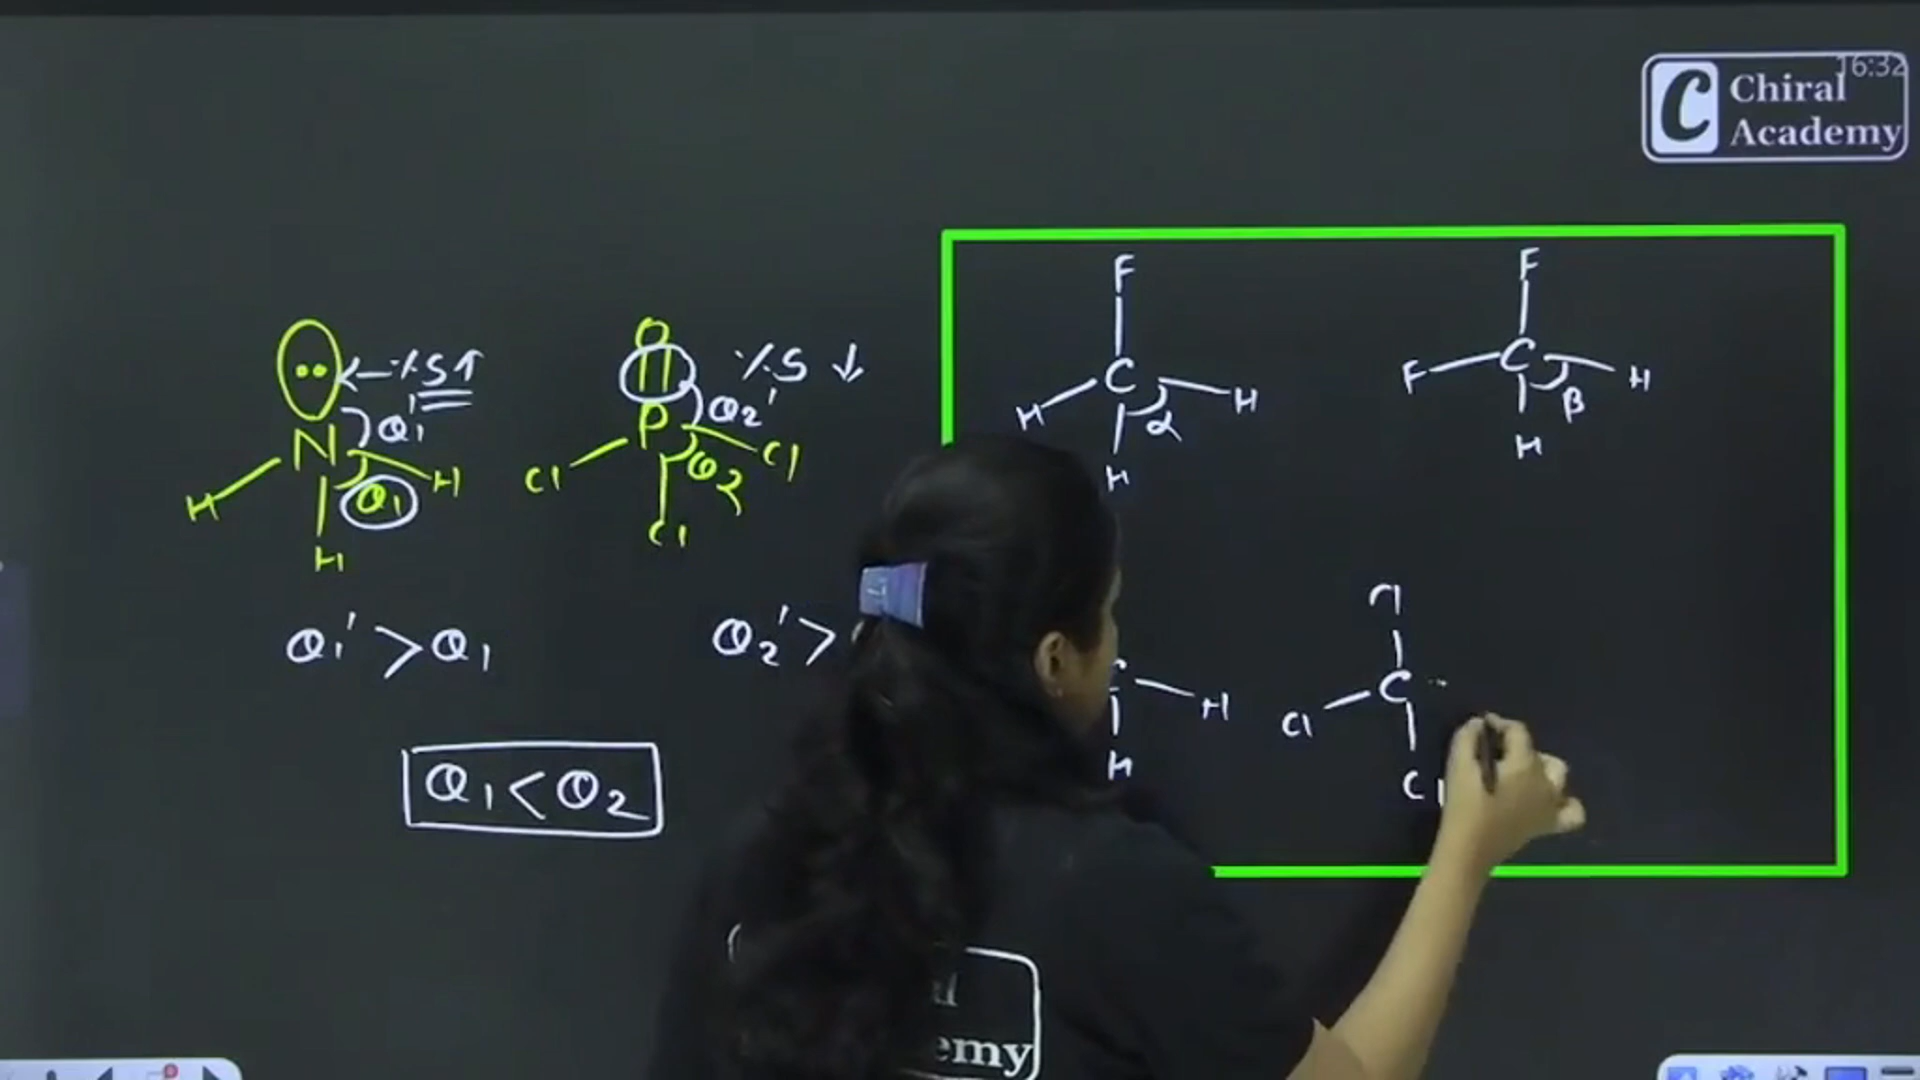 16:32
C Chiral
Academy
F
F
C
H
H
α
H
F
C
H
β
H
%S↑
θ₁'
N
H
H
θ₁
H
O
%S ↓
θ₂'
P
Cl
Cl
θ₂
Cl
θ₁' > θ₁
θ₂' >
θ₁ < θ₂
H
H
C
Cl
Cl
emy